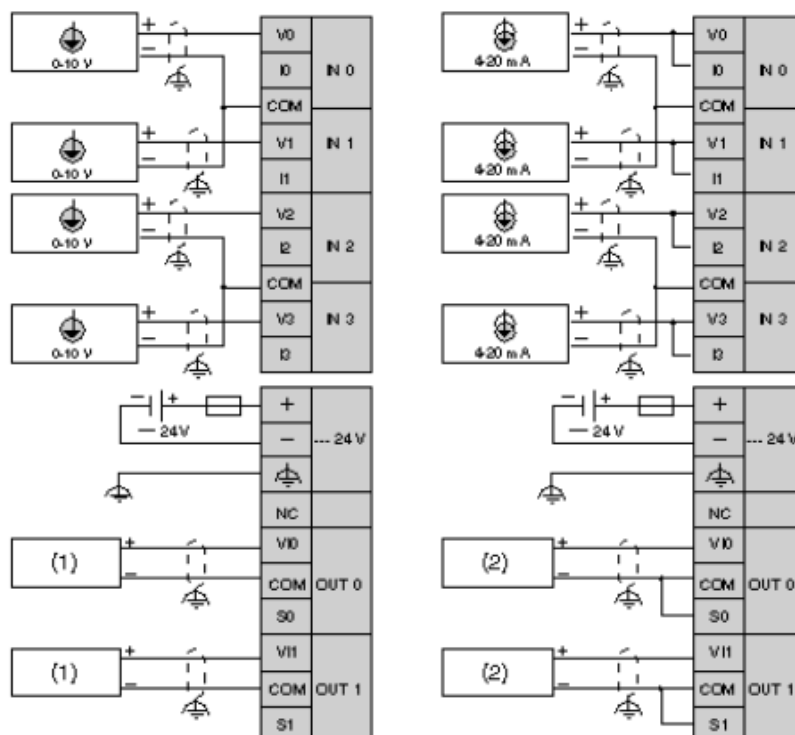 + V0 + V0
0-10 V − I0 IN 0 4-20 mA − I0 IN 0
COM COM
+ V1 IN 1 + V1 IN 1
0-10 V − I1 4-20 mA − I1
+ V2 + V2
0-10 V − I2 IN 2 4-20 mA − I2 IN 2
COM COM
+ V3 IN 3 + V3 IN 3
0-10 V − I3 4-20 mA − I3
− + + − + +
— 24V − --- 24 V — 24V − --- 24 V
NC NC
(1) + VI0 (2) + VI0
− COM OUT 0 − COM OUT 0
S0 S0
(1) + VI1 (2) + VI1
− COM OUT 1 − COM OUT 1
S1 S1